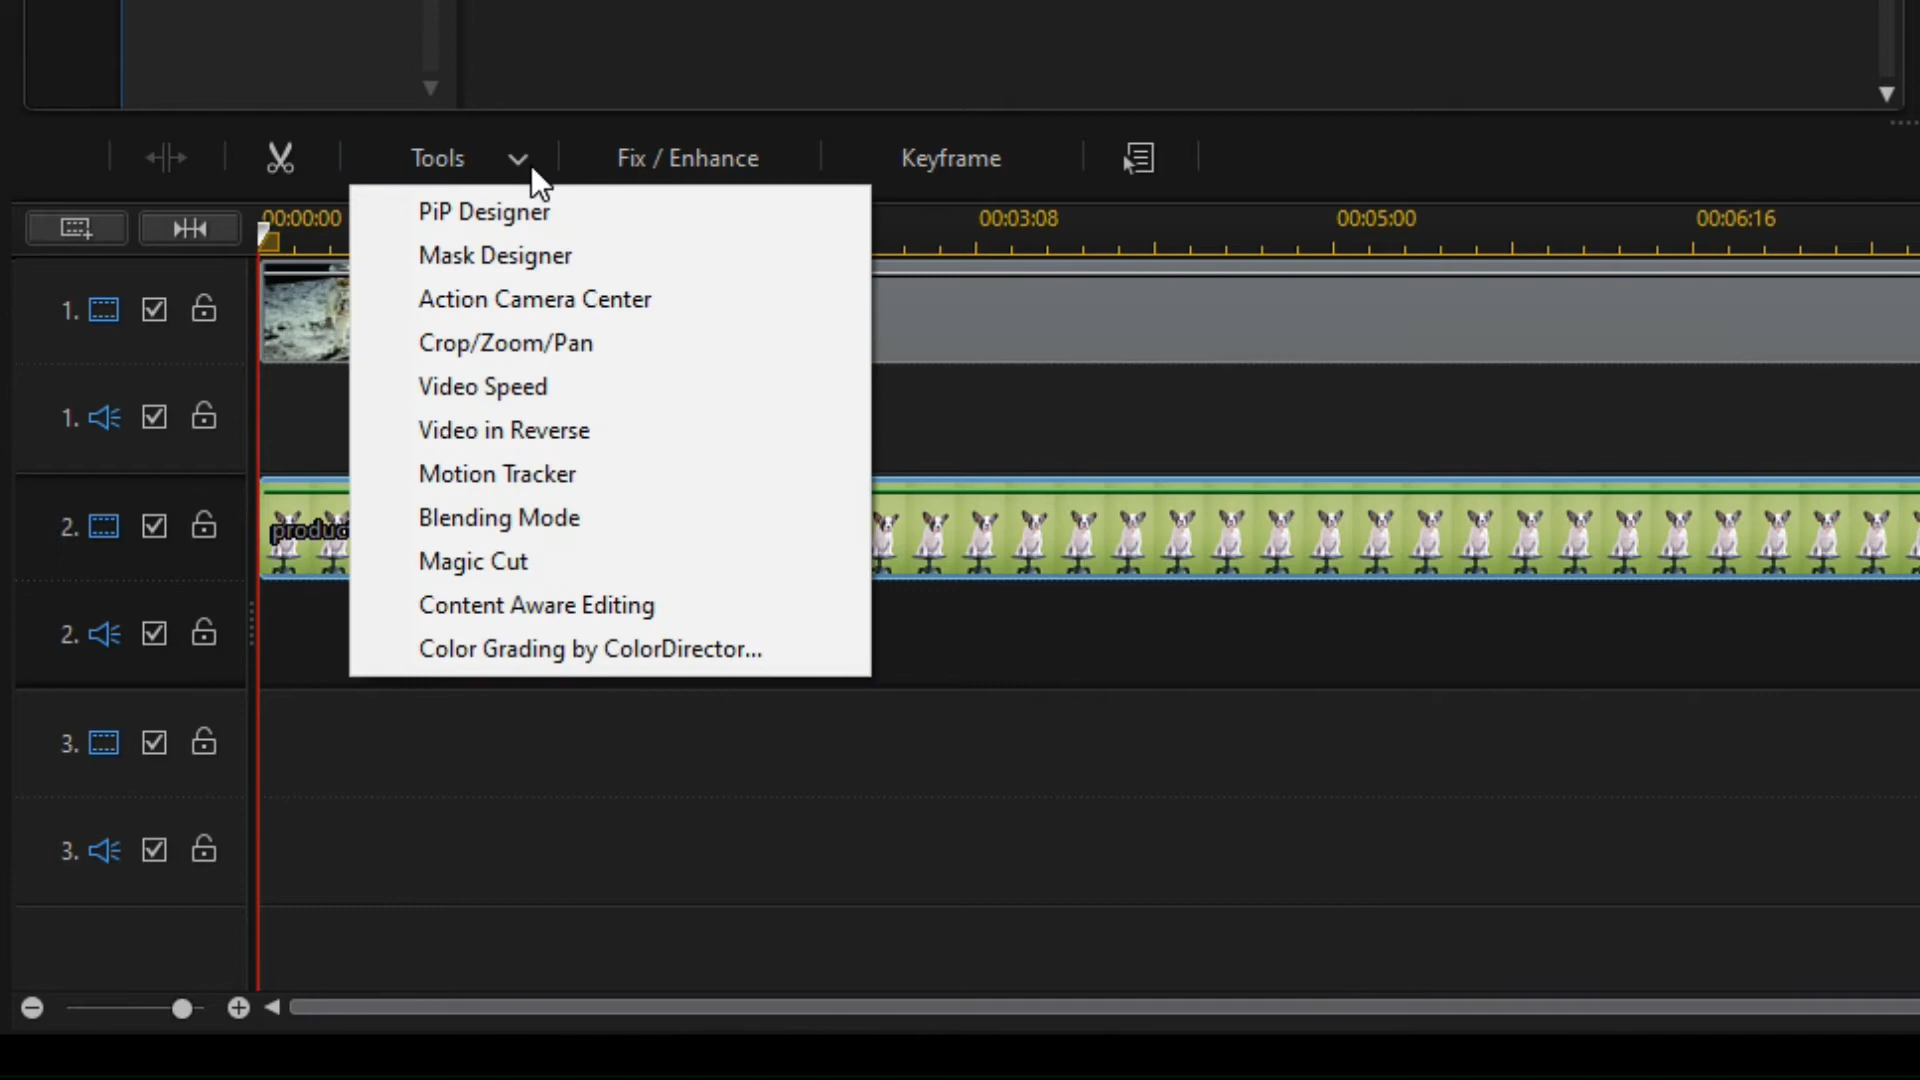 Tools
Fix / Enhance
Keyframe
00:00:00
00:03:08
00:05:00
00:06:16
PiP Designer
Mask Designer
Action Camera Center
Crop/Zoom/Pan
Video Speed
Video in Reverse
Motion Tracker
Blending Mode
Magic Cut
Content Aware Editing
Color Grading by ColorDirector...
1.
1.
2.
produc
2.
3.
3.